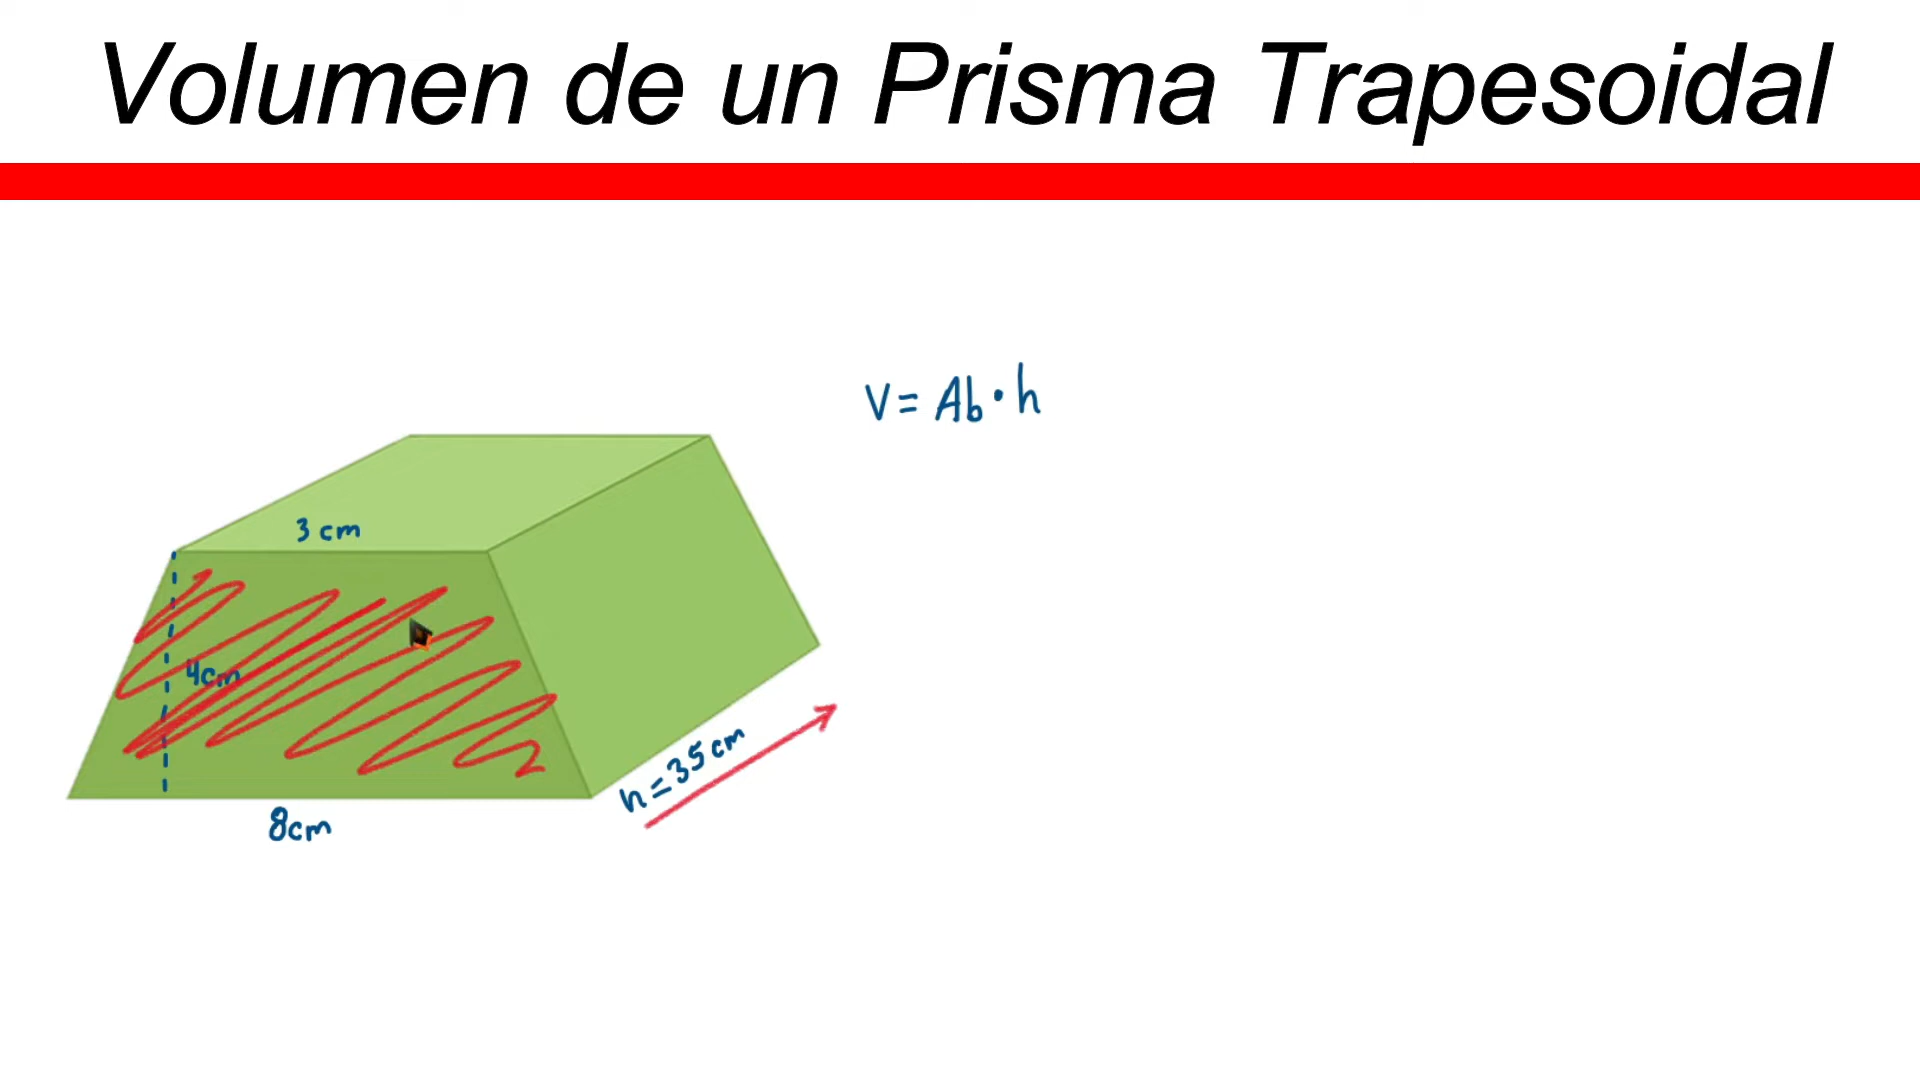 Volumen de un Prisma Trapesoidal
V = Ab · h
3 cm
4cm
8cm
h = 35 cm